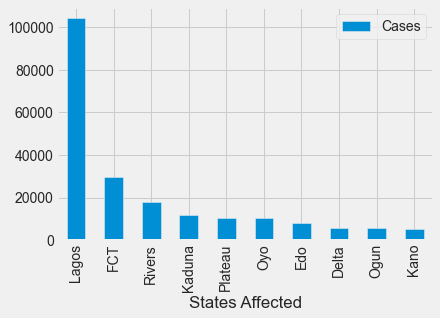 Cases
100000
80000
60000
40000
20000
0
Lagos
FCT
Rivers
Kaduna
Plateau
Oyo
Edo
Delta
Ogun
Kano
States Affected